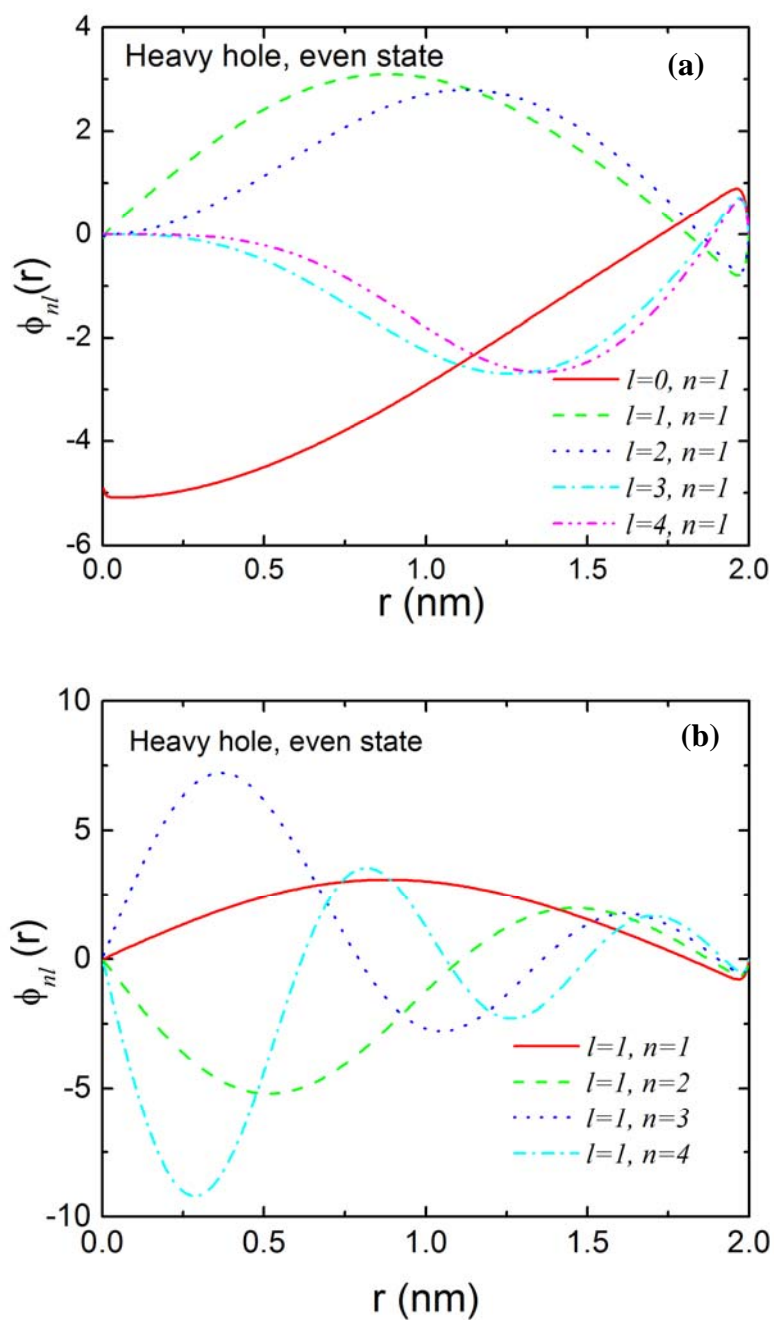 Heavy hole, even state
(a)
4
2
0
-2
-4
-6
ϕnl(r)
l=0, n=1
l=1, n=1
l=2, n=1
l=3, n=1
l=4, n=1
0.0 0.5 1.0 1.5 2.0
r (nm)
(b)
Heavy hole, even state
10
5
0
-5
-10
ϕnl(r)
l=1, n=1
l=1, n=2
l=1, n=3
l=1, n=4
0.0 0.5 1.0 1.5 2.0
r (nm)